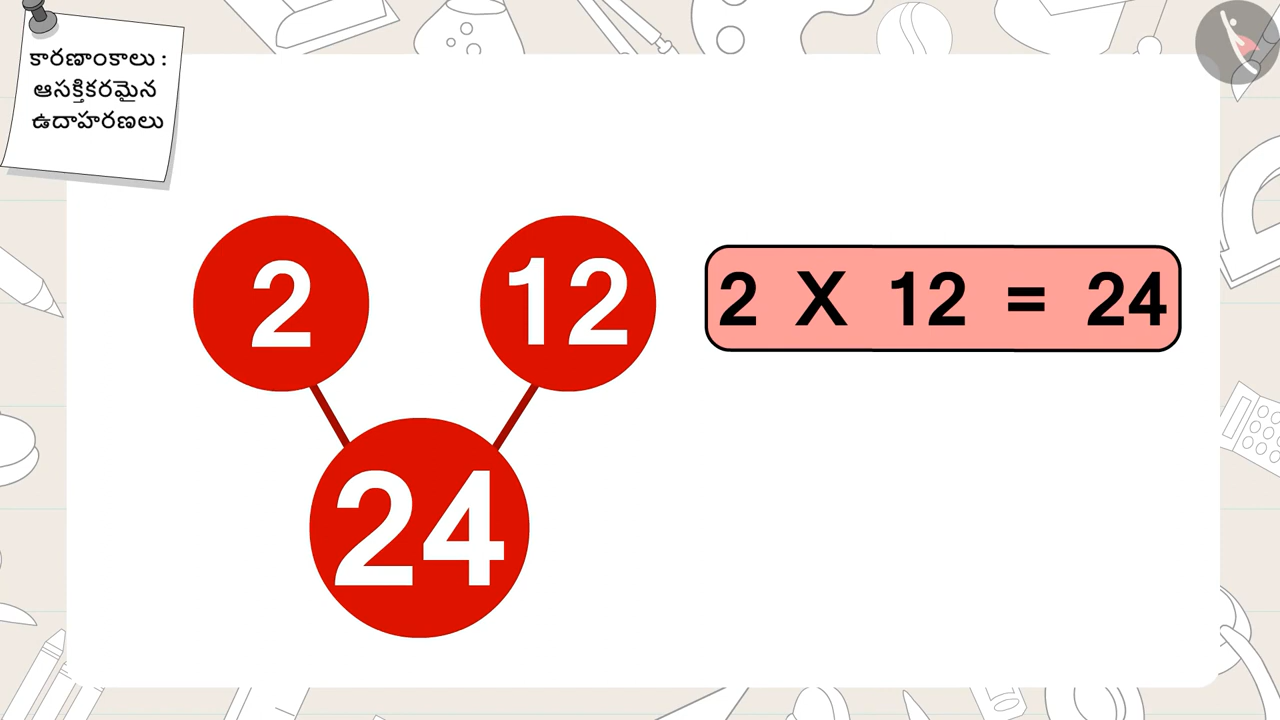 కారణాంకాలు :
ఆసక్తికరమైన
ఉదాహరణలు
2
12
2 X 12 = 24
24